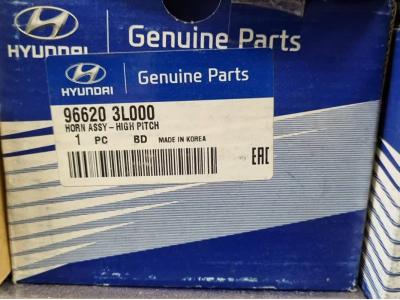 HYUNDAI
Genuine Parts
HYUNDAI
Genuine Parts
96620 3L000
HORN ASSY-HIGH PITCH
1 PC BD MADE IN KOREA
EAC